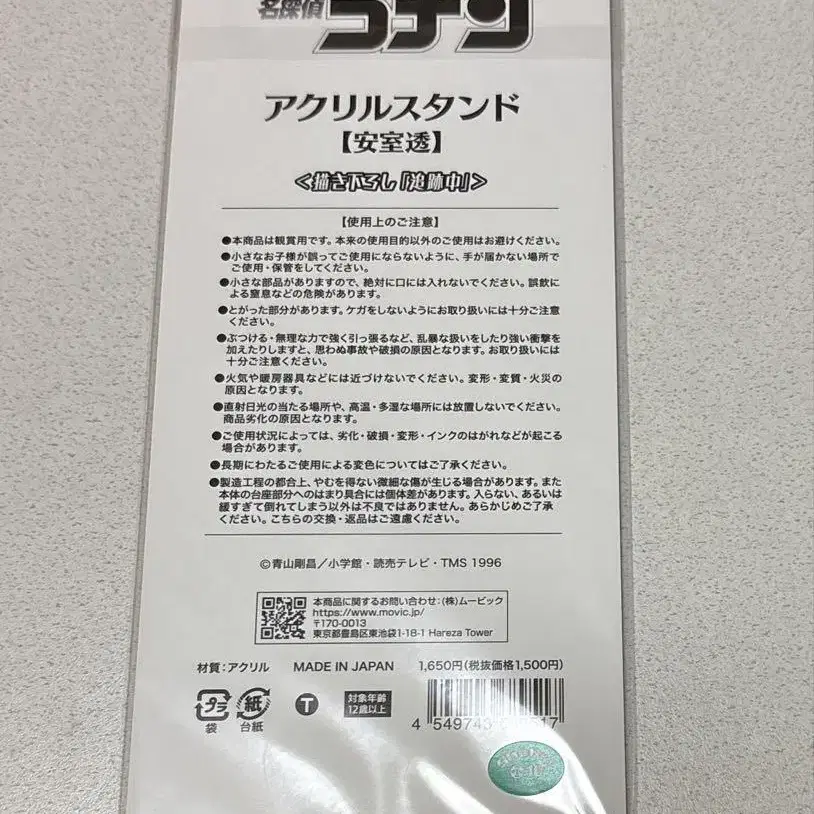 名探偵
コナン
アクリルスタンド
【安室透】
＜描き下ろし「追跡中」＞
【使用上のご注意】
●本商品は観賞用です。本来の使用目的以外のご使用はお避けください。
●小さなお子様が誤ってご使用にならないように、手が届かない場所で
ご使用・保管をしてください。
●小さな部品がありますので、絶対に口には入れないでください。誤飲に
よる窒息などの危険があります。
●とがった部分があります。ケガをしないようにお取り扱いには十分ご注意
ください。
●ぶつける・無理な力で強く引っ張るなど、乱暴な扱いをしたり強い衝撃を
加えたりしますと、思わぬ事故や破損の原因となります。お取り扱いには
十分ご注意ください。
●火気や暖房器具などには近づけないでください。変形・変質・火災の
原因となります。
●直射日光の当たる場所や、高温・多湿な場所には放置しないでください。
商品劣化の原因となります。
●ご使用状況によっては、劣化・破損・変形・インクのはがれなどが起こる
場合があります。
●長期にわたるご使用による変色についてはご了承ください。
●製造工程の都合上、やむを得ない微細な傷が生じる場合があります。また
本体の台座部分へのはまり具合には個体差があります。入らない、あるいは
緩すぎて倒れてしまう以外は不良ではありません。あらかじめご了承
ください。こちらの交換・返品はご遠慮ください。
©青山剛昌／小学館・読売テレビ・TMS 1996
本商品に関するお問い合わせ：(株)ムービック
https://www.movic.jp/
〒170-0013
東京都豊島区東池袋1-18-1 Hareza Tower
材質：アクリル MADE IN JAPAN 1,650円(税抜価格1,500円)
プラ 紙 T 対象年齢
12歳以上
袋 台紙
4 549743